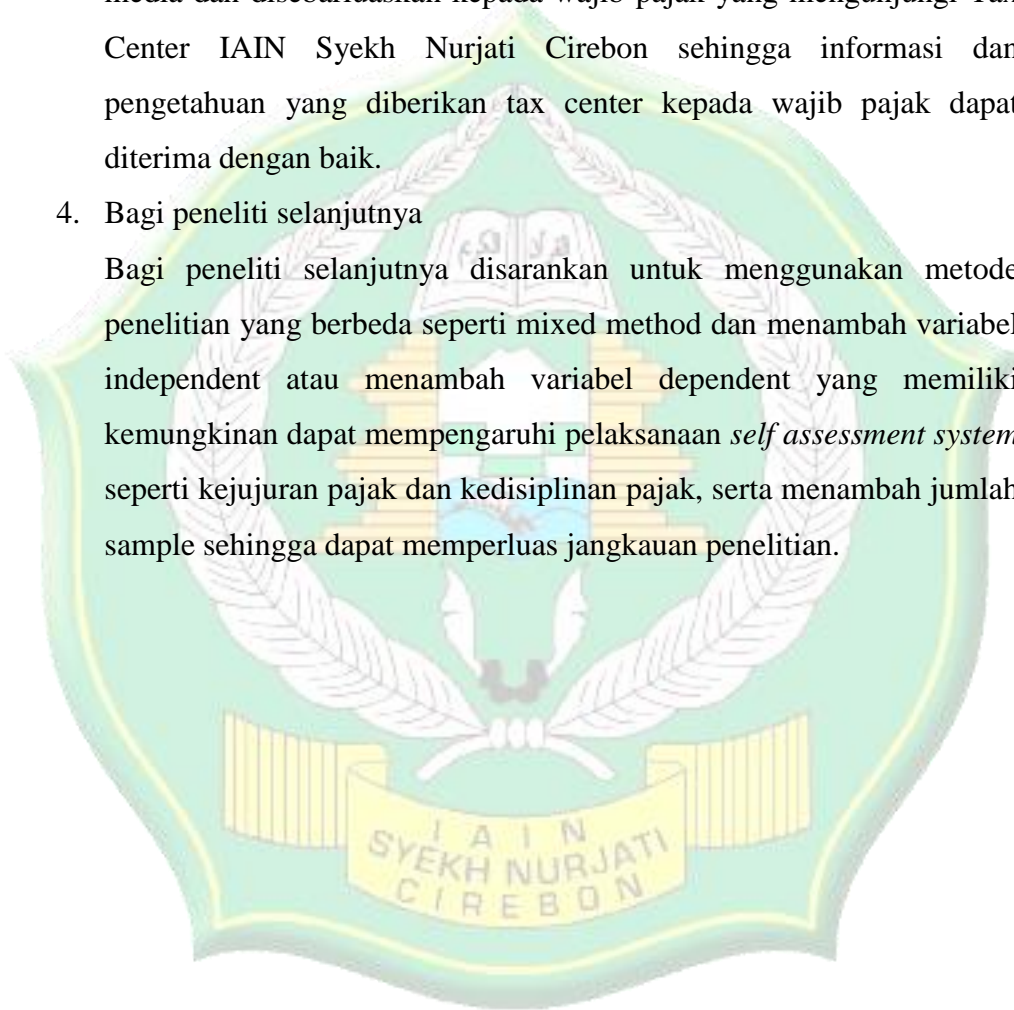 media dan disebarluaskan kepada wajib pajak yang mengunjungi Tax
Center IAIN Syekh Nurjati Cirebon sehingga informasi dan
pengetahuan yang diberikan tax center kepada wajib pajak dapat
diterima dengan baik.
4. Bagi peneliti selanjutnya
Bagi peneliti selanjutnya disarankan untuk menggunakan metode
penelitian yang berbeda seperti mixed method dan menambah variabel
independent atau menambah variabel dependent yang memiliki
kemungkinan dapat mempengaruhi pelaksanaan self assessment system
seperti kejujuran pajak dan kedisiplinan pajak, serta menambah jumlah
sample sehingga dapat memperluas jangkauan penelitian.
IAIN
SYEKH NURJATI
CIREBON